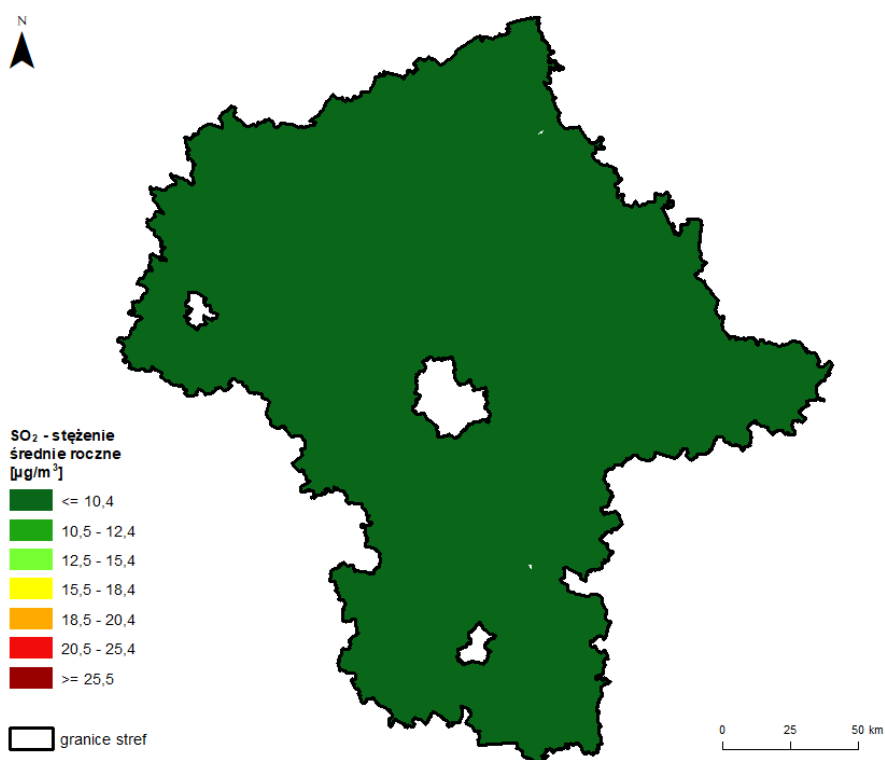 N
SO₂ - stężenie
średnie roczne
[µg/m³]
<= 10,4
10,5 - 12,4
12,5 - 15,4
15,5 - 18,4
18,5 - 20,4
20,5 - 25,4
>= 25,5
granice stref
0 25 50 km